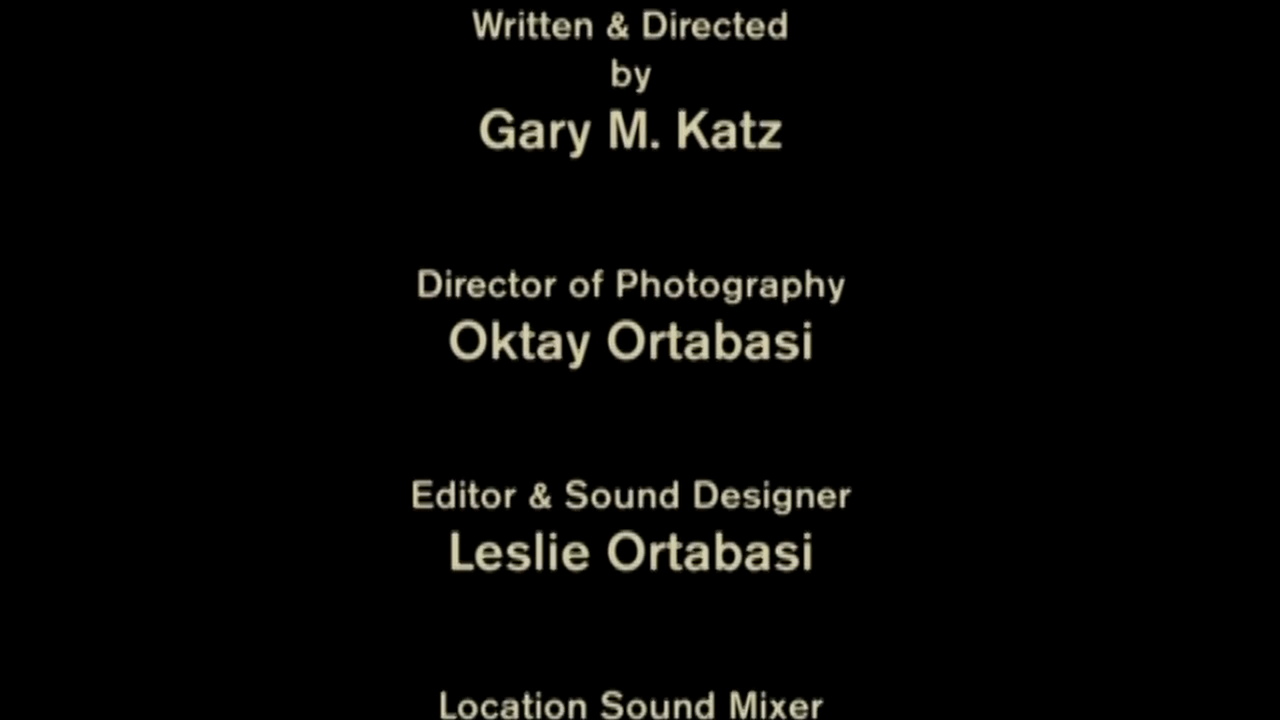 Written & Directed
by
Gary M. Katz
Director of Photography
Oktay Ortabasi
Editor & Sound Designer
Leslie Ortabasi
Location Sound Mixer